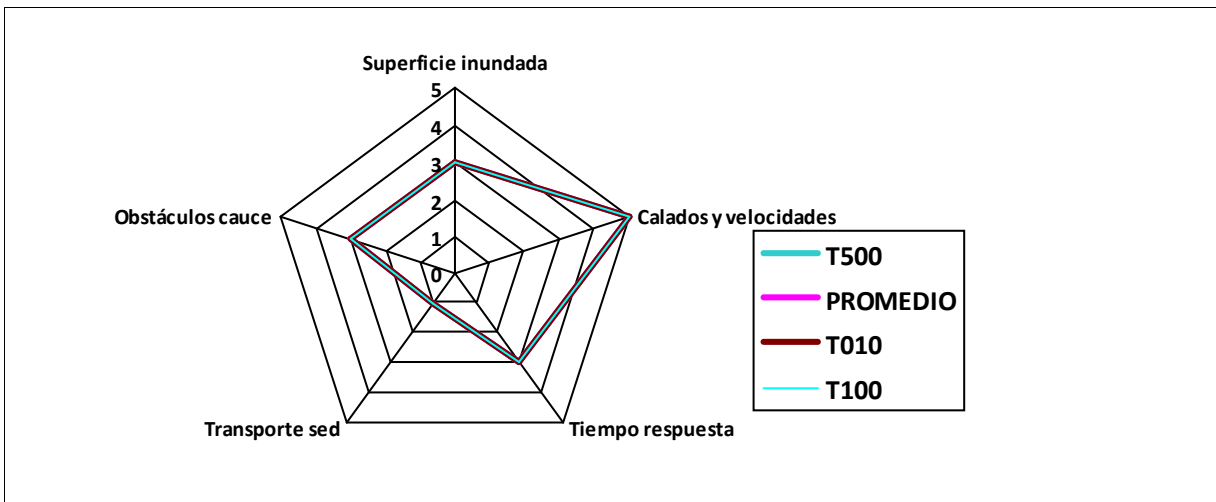 Superficie inundada
5
4
3
2
1
0
Obstáculos cauce
Calados y velocidades
Transporte sed
Tiempo respuesta
T500
PROMEDIO
T010
T100